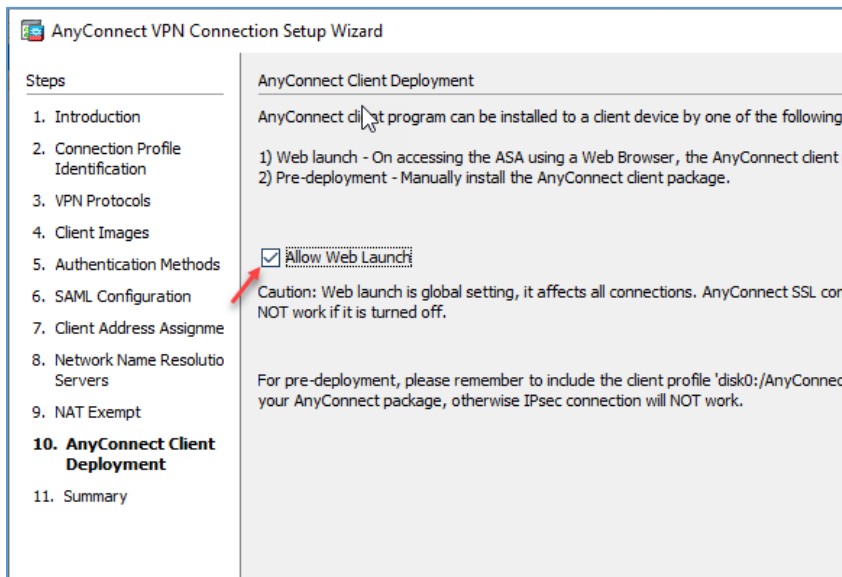 AnyConnect VPN Connection Setup Wizard
Steps
1. Introduction
2. Connection Profile
Identification
3. VPN Protocols
4. Client Images
5. Authentication Methods
6. SAML Configuration
7. Client Address Assignme
8. Network Name Resolutio
Servers
9. NAT Exempt
10. AnyConnect Client
Deployment
11. Summary
AnyConnect Client Deployment
AnyConnect client program can be installed to a client device by one of the following
1) Web launch - On accessing the ASA using a Web Browser, the AnyConnect client
2) Pre-deployment - Manually install the AnyConnect client package.
Allow Web Launch
Caution: Web launch is global setting, it affects all connections. AnyConnect SSL con
NOT work if it is turned off.
For pre-deployment, please remember to include the client profile 'disk0:/AnyConnec
your AnyConnect package, otherwise IPsec connection will NOT work.